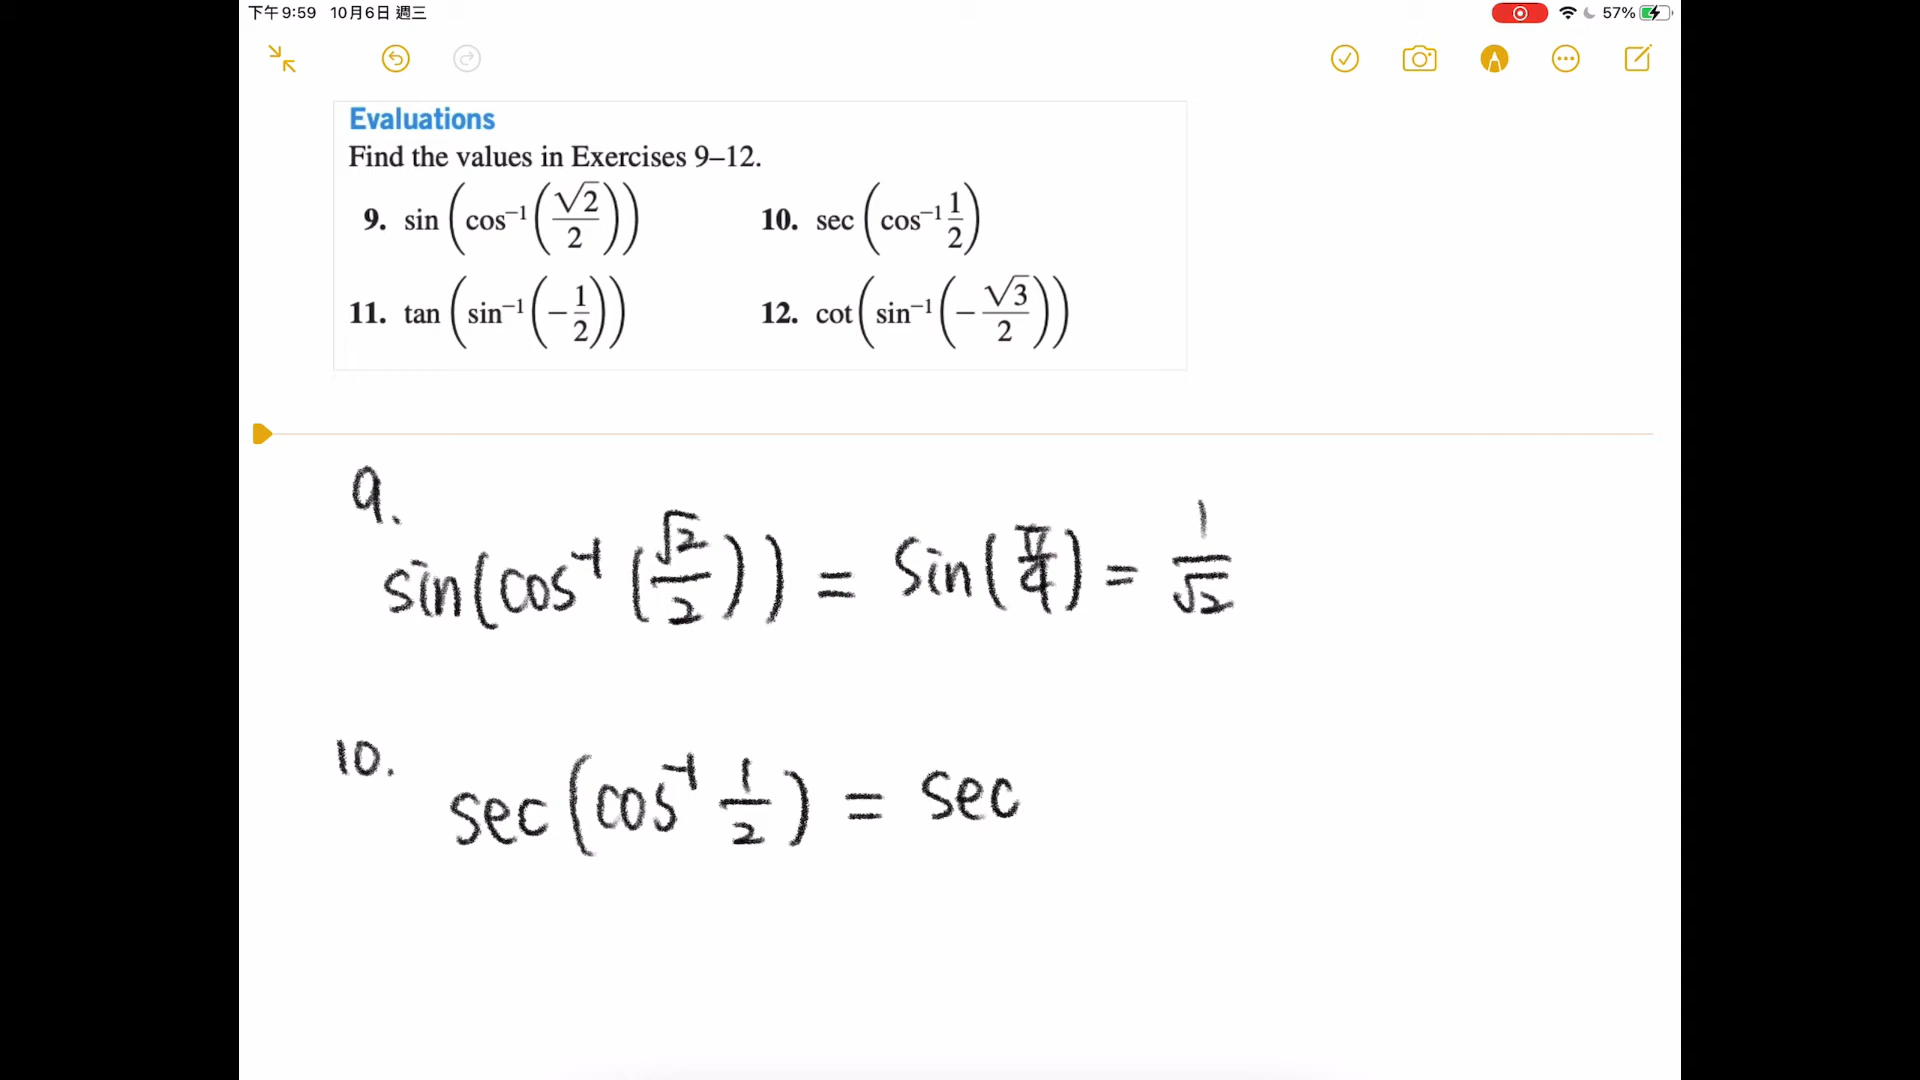 下午9:59 10月6日 週三 57%
Evaluations
Find the values in Exercises 9–12.
9. sin(cos⁻¹(√2/2)) 10. sec(cos⁻¹ 1/2)
11. tan(sin⁻¹(−1/2)) 12. cot(sin⁻¹(−√3/2))
9.
sin(cos⁻¹(√2/2)) = sin(π/4) = 1/√2
10.
sec(cos⁻¹ 1/2) = sec